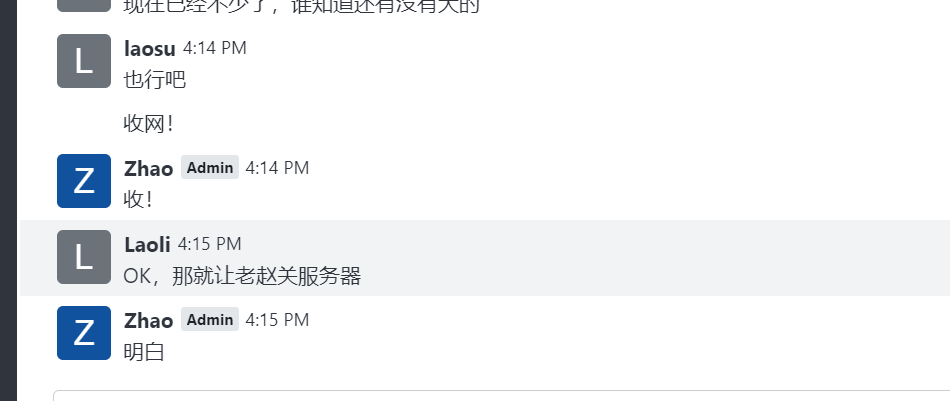 现在已经不少了，谁知道还有没有大的
L
laosu 4:14 PM
也行吧
收网！
Z
Zhao Admin 4:14 PM
收！
L
Laoli 4:15 PM
OK，那就让老赵关服务器
Z
Zhao Admin 4:15 PM
明白